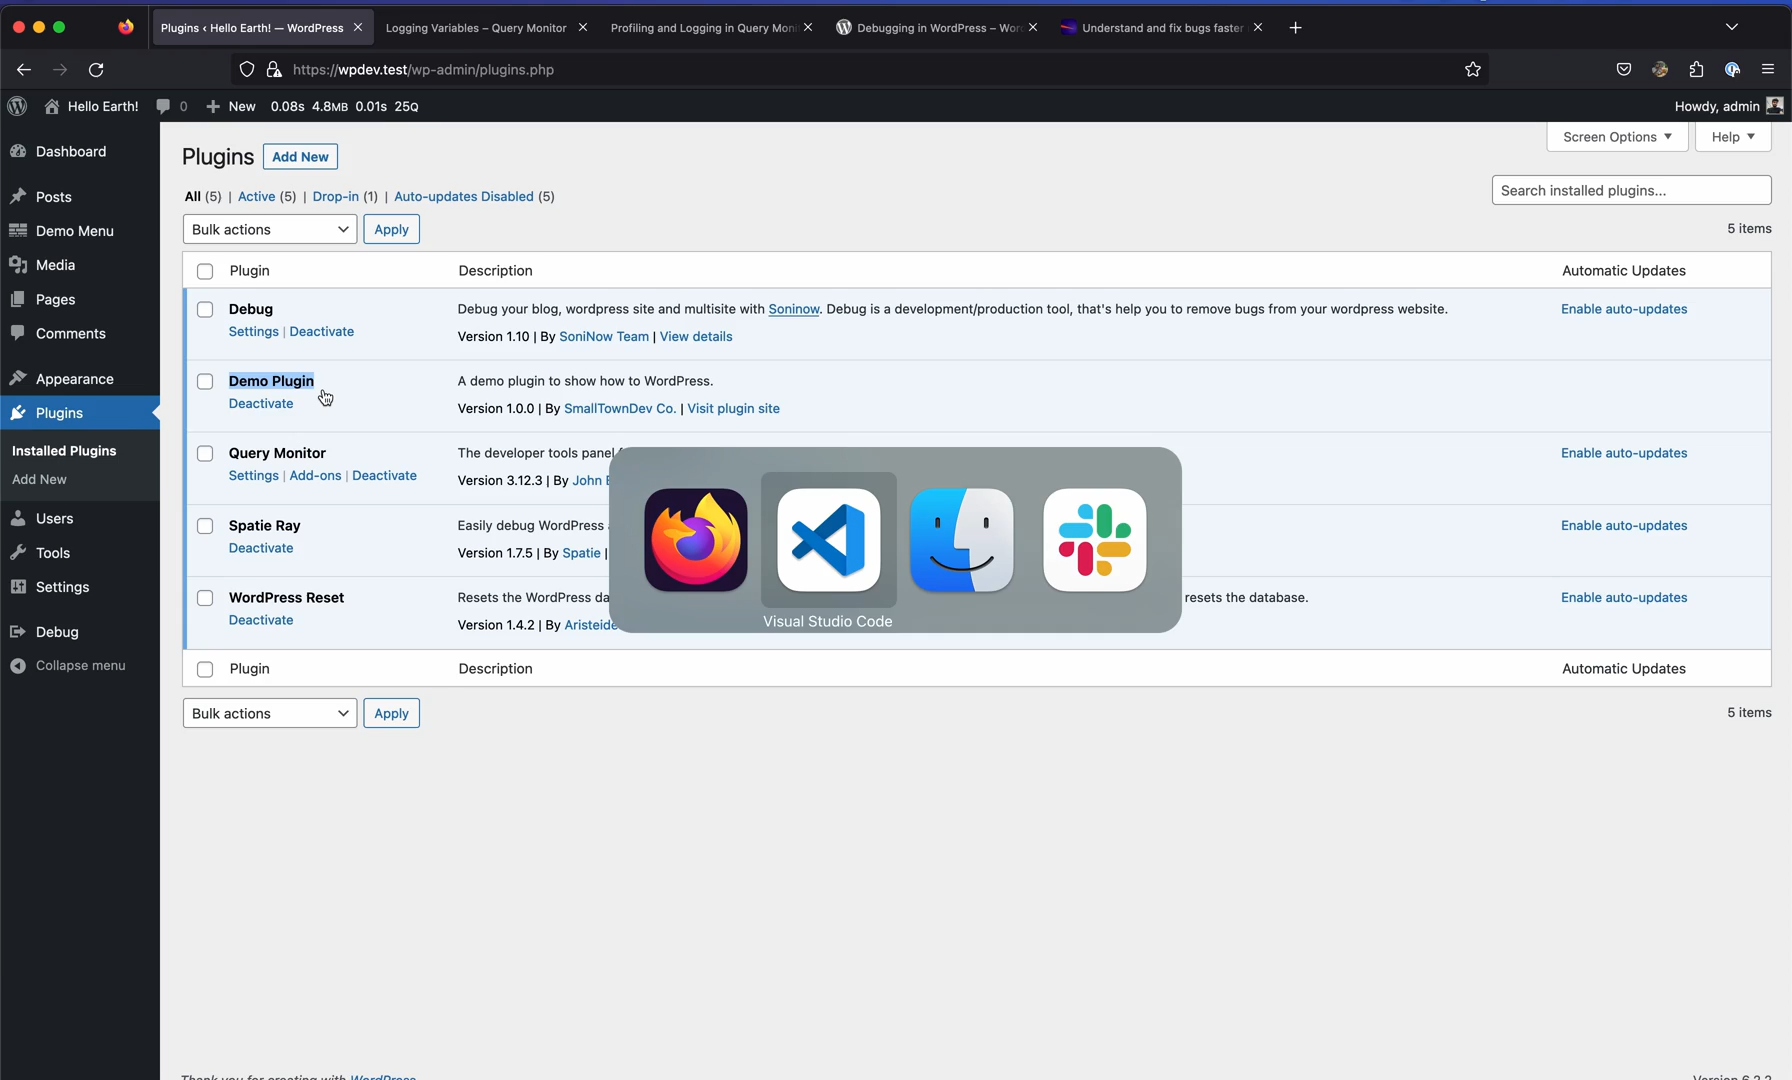 Plugins ‹ Hello Earth! — WordPress
Logging Variables – Query Monitor
Profiling and Logging in Query Moni
Debugging in WordPress – Wor
Understand and fix bugs faster
https://wpdev.test/wp-admin/plugins.php
Hello Earth!
0
New
0.08s 4.8MB 0.01s 25Q
Howdy, admin
Dashboard
Posts
Demo Menu
Media
Pages
Comments
Appearance
Plugins
Installed Plugins
Add New
Users
Tools
Settings
Debug
Collapse menu
Screen Options
Help
Plugins
Add New
All (5) | Active (5) | Drop-in (1) | Auto-updates Disabled (5)
Search installed plugins...
Bulk actions
Apply
5 items
Plugin
Description
Automatic Updates
Debug
Settings | Deactivate
Debug your blog, wordpress site and multisite with Soninow. Debug is a development/production tool, that's help you to remove bugs from your wordpress website.
Version 1.10 | By SoniNow Team | View details
Enable auto-updates
Demo Plugin
Deactivate
A demo plugin to show how to WordPress.
Version 1.0.0 | By SmallTownDev Co. | Visit plugin site
Query Monitor
Settings | Add-ons | Deactivate
The developer tools panel
Version 3.12.3 | By John
Enable auto-updates
Spatie Ray
Deactivate
Easily debug WordPress
Version 1.7.5 | By Spatie |
Enable auto-updates
WordPress Reset
Deactivate
Resets the WordPress da
resets the database.
Version 1.4.2 | By Aristeide
Enable auto-updates
Visual Studio Code
Plugin
Description
Automatic Updates
Bulk actions
Apply
5 items
Thank you for creating with WordPress
Version 6.2.2